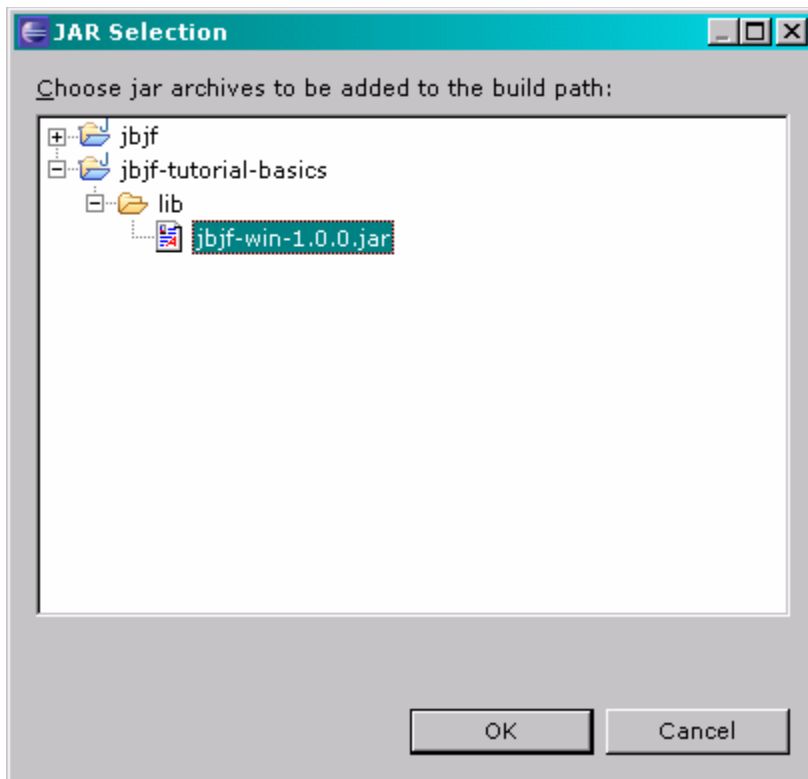 JAR Selection
Choose jar archives to be added to the build path:
jbjf
jbjf-tutorial-basics
lib
jbjf-win-1.0.0.jar
OK
Cancel